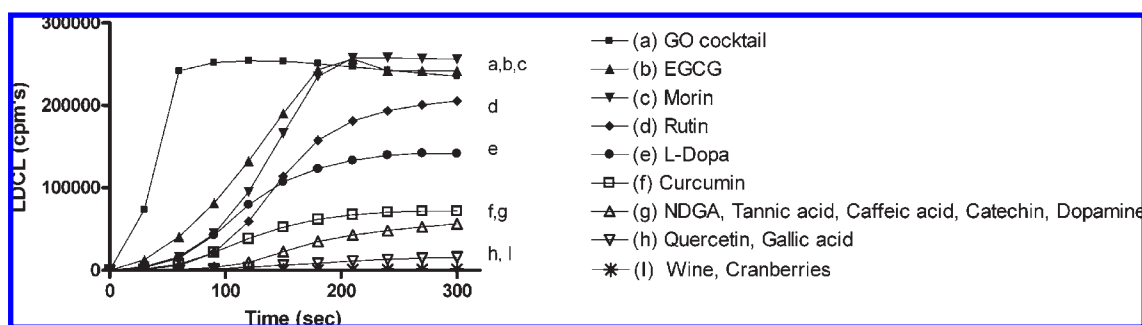 300000
200000
100000
0
LDCL (cpm's)
0
100
200
300
Time (sec)
a,b,c
d
e
f,g
h, I
(a) GO cocktail
(b) EGCG
(c) Morin
(d) Rutin
(e) L-Dopa
(f) Curcumin
(g) NDGA, Tannic acid, Caffeic acid, Catechin, Dopamine
(h) Quercetin, Gallic acid
(I) Wine, Cranberries